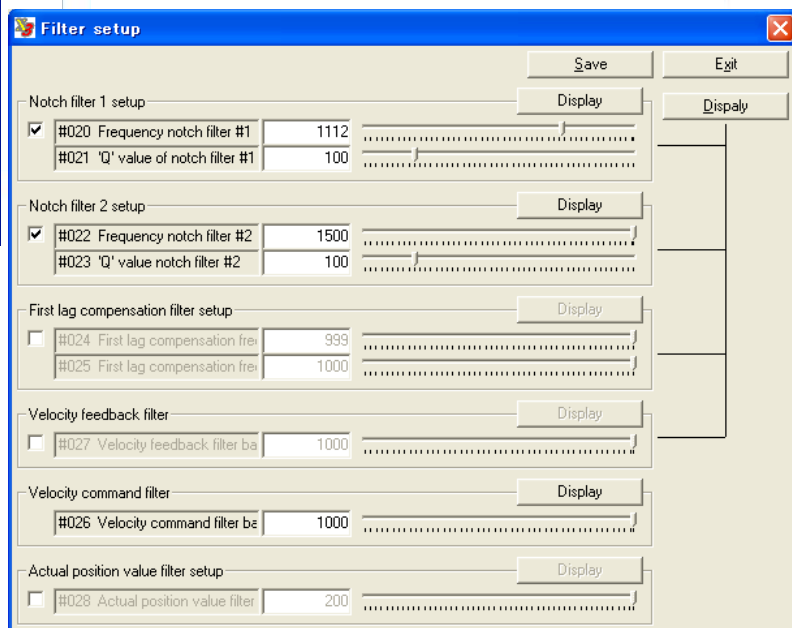 Filter setup
Save Exit
Notch filter 1 setup Display Dispaly
#020 Frequency notch filter #1 1112
#021 'Q' value of notch filter #1 100
Notch filter 2 setup Display
#022 Frequency notch filter #2 1500
#023 'Q' value notch filter #2 100
First lag compensation filter setup Display
#024 First lag compensation fre 999
#025 First lag compensation fre 1000
Velocity feedback filter Display
#027 Velocity feedback filter ba 1000
Velocity command filter Display
#026 Velocity command filter ba 1000
Actual position value filter setup Display
#028 Actual position value filter 200